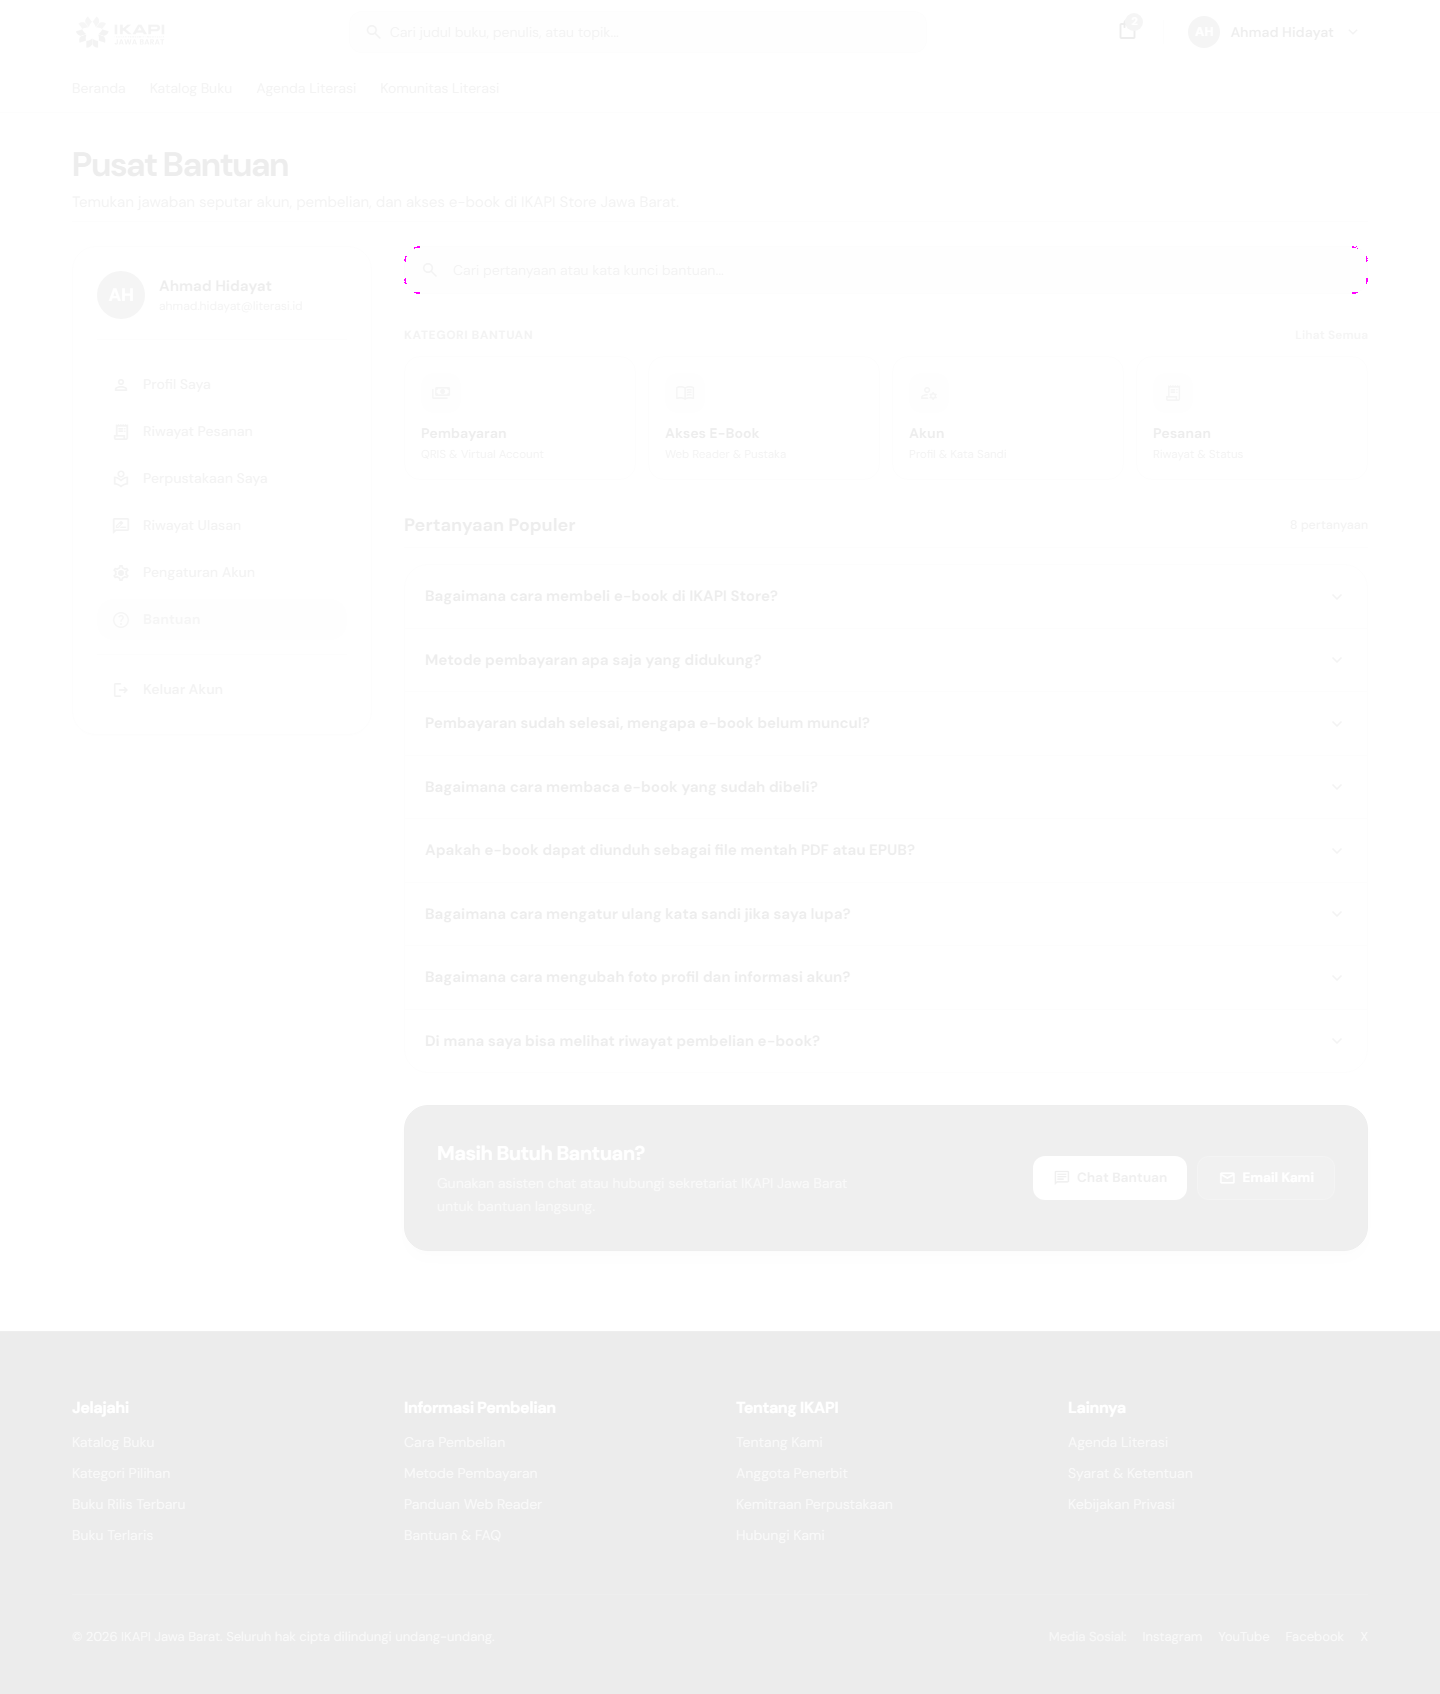 IKAPI
JAWA BARAT
Cari judul buku, penulis, atau topik...
2
AH
Ahmad Hidayat
Beranda
Katalog Buku
Agenda Literasi
Komunitas Literasi
Pusat Bantuan
Temukan jawaban seputar akun, pembelian, dan akses e-book di IKAPI Store Jawa Barat.
AH
Ahmad Hidayat
ahmad.hidayat@literasi.id
Profil Saya
Riwayat Pesanan
Perpustakaan Saya
Riwayat Ulasan
Pengaturan Akun
Bantuan
Keluar Akun
Cari pertanyaan atau kata kunci bantuan...
KATEGORI BANTUAN
Lihat Semua
Pembayaran
QRIS & Virtual Account
Akses E-Book
Web Reader & Pustaka
Akun
Profil & Kata Sandi
Pesanan
Riwayat & Status
Pertanyaan Populer
8 pertanyaan
Bagaimana cara membeli e-book di IKAPI Store?
Metode pembayaran apa saja yang didukung?
Pembayaran sudah selesai, mengapa e-book belum muncul?
Bagaimana cara membaca e-book yang sudah dibeli?
Apakah e-book dapat diunduh sebagai file mentah PDF atau EPUB?
Bagaimana cara mengatur ulang kata sandi jika saya lupa?
Bagaimana cara mengubah foto profil dan informasi akun?
Di mana saya bisa melihat riwayat pembelian e-book?
Masih Butuh Bantuan?
Gunakan asisten chat atau hubungi sekretariat IKAPI Jawa Barat
untuk bantuan langsung.
Chat Bantuan
Email Kami
Jelajahi
Katalog Buku
Kategori Pilihan
Buku Rilis Terbaru
Buku Terlaris
Informasi Pembelian
Cara Pembelian
Metode Pembayaran
Panduan Web Reader
Bantuan & FAQ
Tentang IKAPI
Tentang Kami
Anggota Penerbit
Kemitraan Perpustakaan
Hubungi Kami
Lainnya
Agenda Literasi
Syarat & Ketentuan
Kebijakan Privasi
© 2026 IKAPI Jawa Barat. Seluruh hak cipta dilindungi undang-undang.
Media Sosial:
Instagram
YouTube
Facebook
X